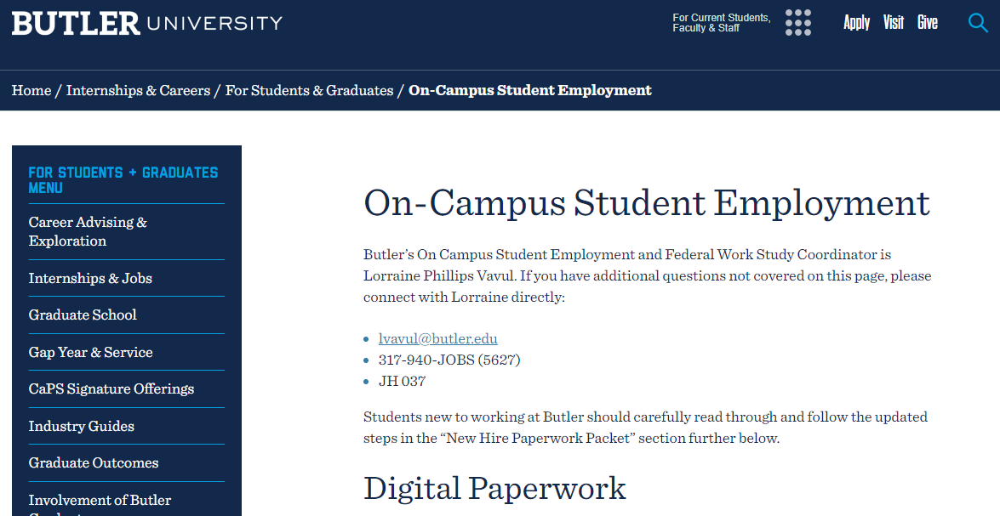 BUTLER UNIVERSITY
For Current Students,
Faculty & Staff
Apply Visit Give
Home / Internships & Careers / For Students & Graduates / On-Campus Student Employment
FOR STUDENTS + GRADUATES
MENU
Career Advising &
Exploration
Internships & Jobs
Graduate School
Gap Year & Service
CaPS Signature Offerings
Industry Guides
Graduate Outcomes
Involvement of Butler
On-Campus Student Employment
Butler’s On Campus Student Employment and Federal Work Study Coordinator is
Lorraine Phillips Vavul. If you have additional questions not covered on this page, please
connect with Lorraine directly:
lvavul@butler.edu
317-940-JOBS (5627)
JH 037
Students new to working at Butler should carefully read through and follow the updated
steps in the “New Hire Paperwork Packet” section further below.
Digital Paperwork